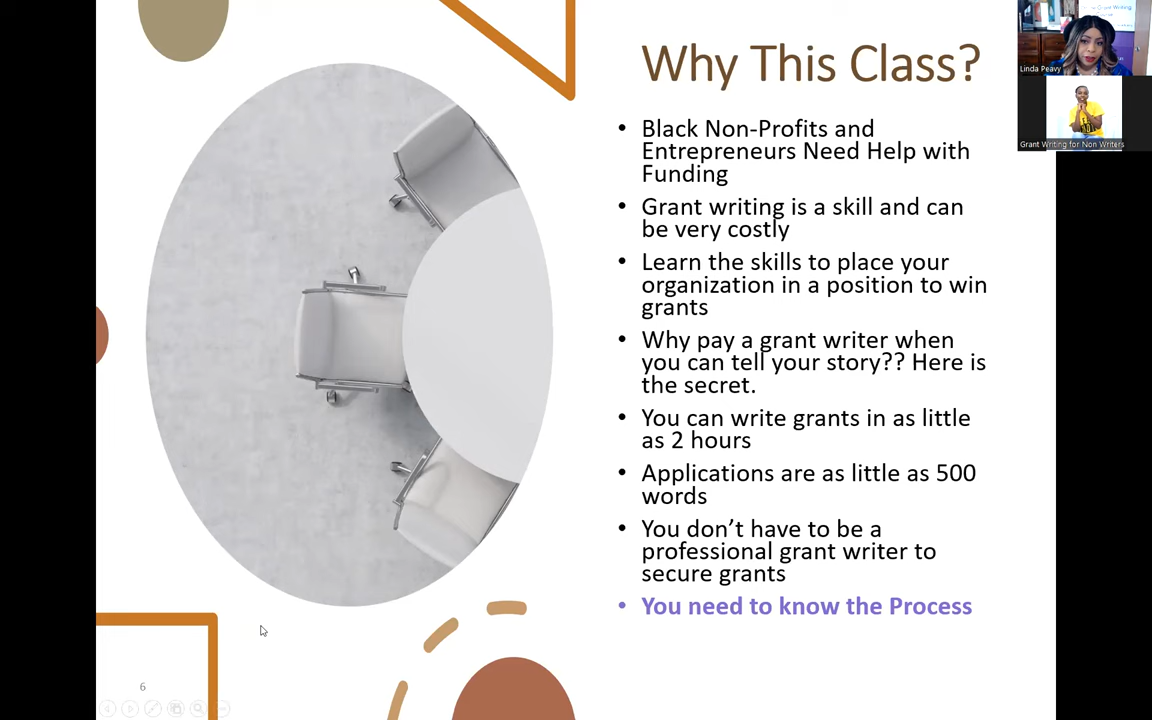 Why This Class?
• Black Non-Profits and
Entrepreneurs Need Help with
Funding
• Grant writing is a skill and can
be very costly
• Learn the skills to place your
organization in a position to win
grants
• Why pay a grant writer when
you can tell your story?? Here is
the secret.
• You can write grants in as little
as 2 hours
• Applications are as little as 500
words
• You don’t have to be a
professional grant writer to
secure grants
• You need to know the Process
6
Linda Peavy
Grant Writing for Non Writers